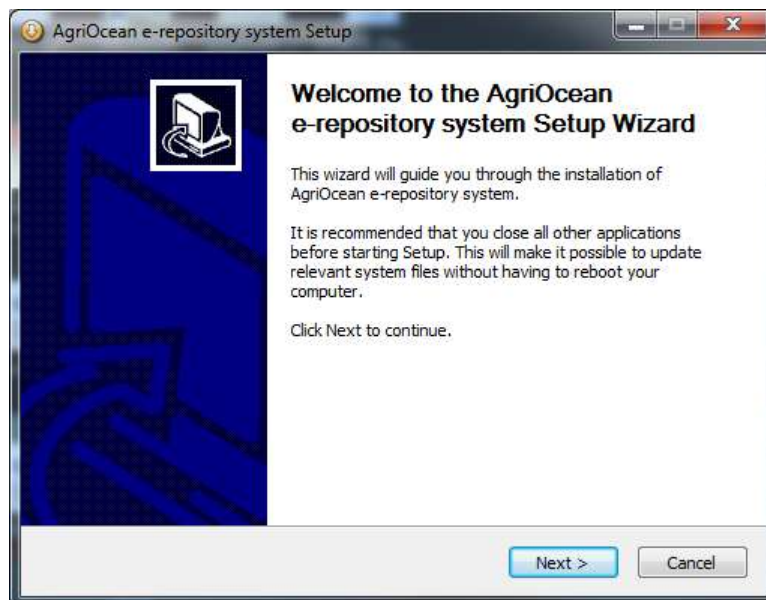 AgriOcean e-repository system Setup
Welcome to the AgriOcean
e-repository system Setup Wizard
This wizard will guide you through the installation of
AgriOcean e-repository system.
It is recommended that you close all other applications
before starting Setup. This will make it possible to update
relevant system files without having to reboot your
computer.
Click Next to continue.
Next >
Cancel